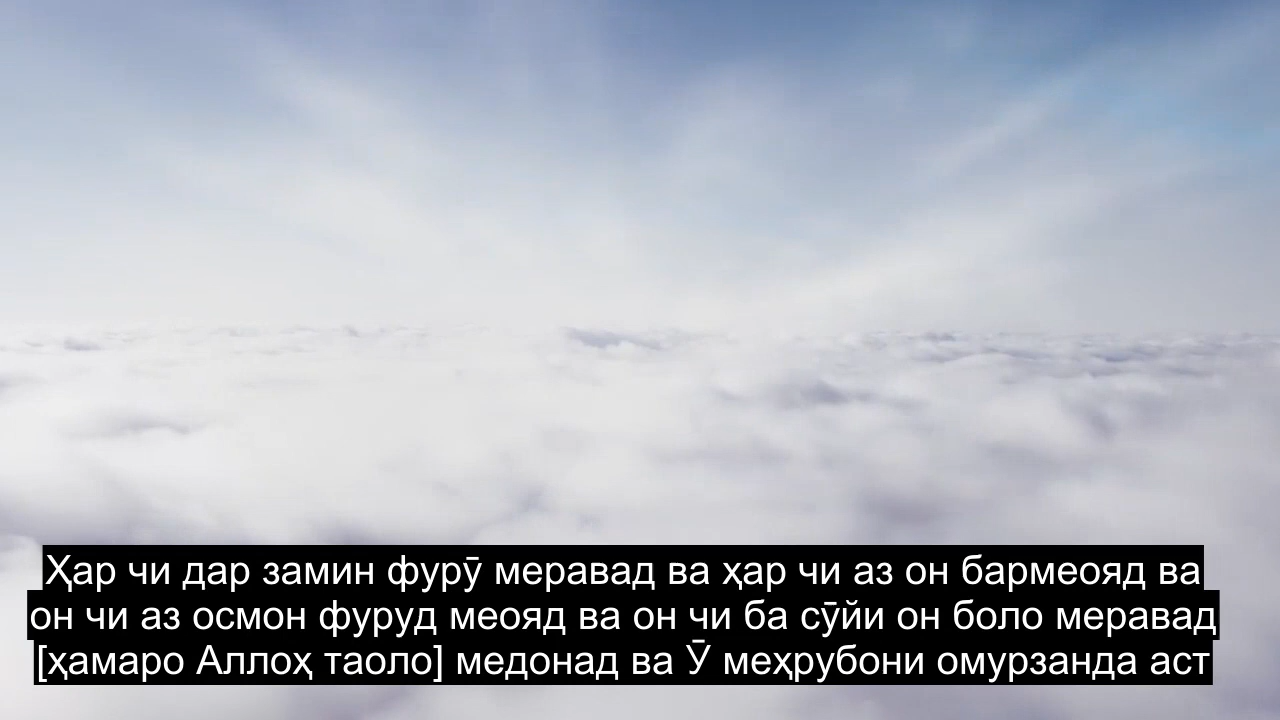 Ҳар чи дар замин фурӯ меравад ва ҳар чи аз он бармеояд ва
он чи аз осмон фуруд меояд ва он чи ба сӯйи он боло меравад
[ҳамаро Аллоҳ таоло] медонад ва Ӯ меҳрубони омурзанда аст